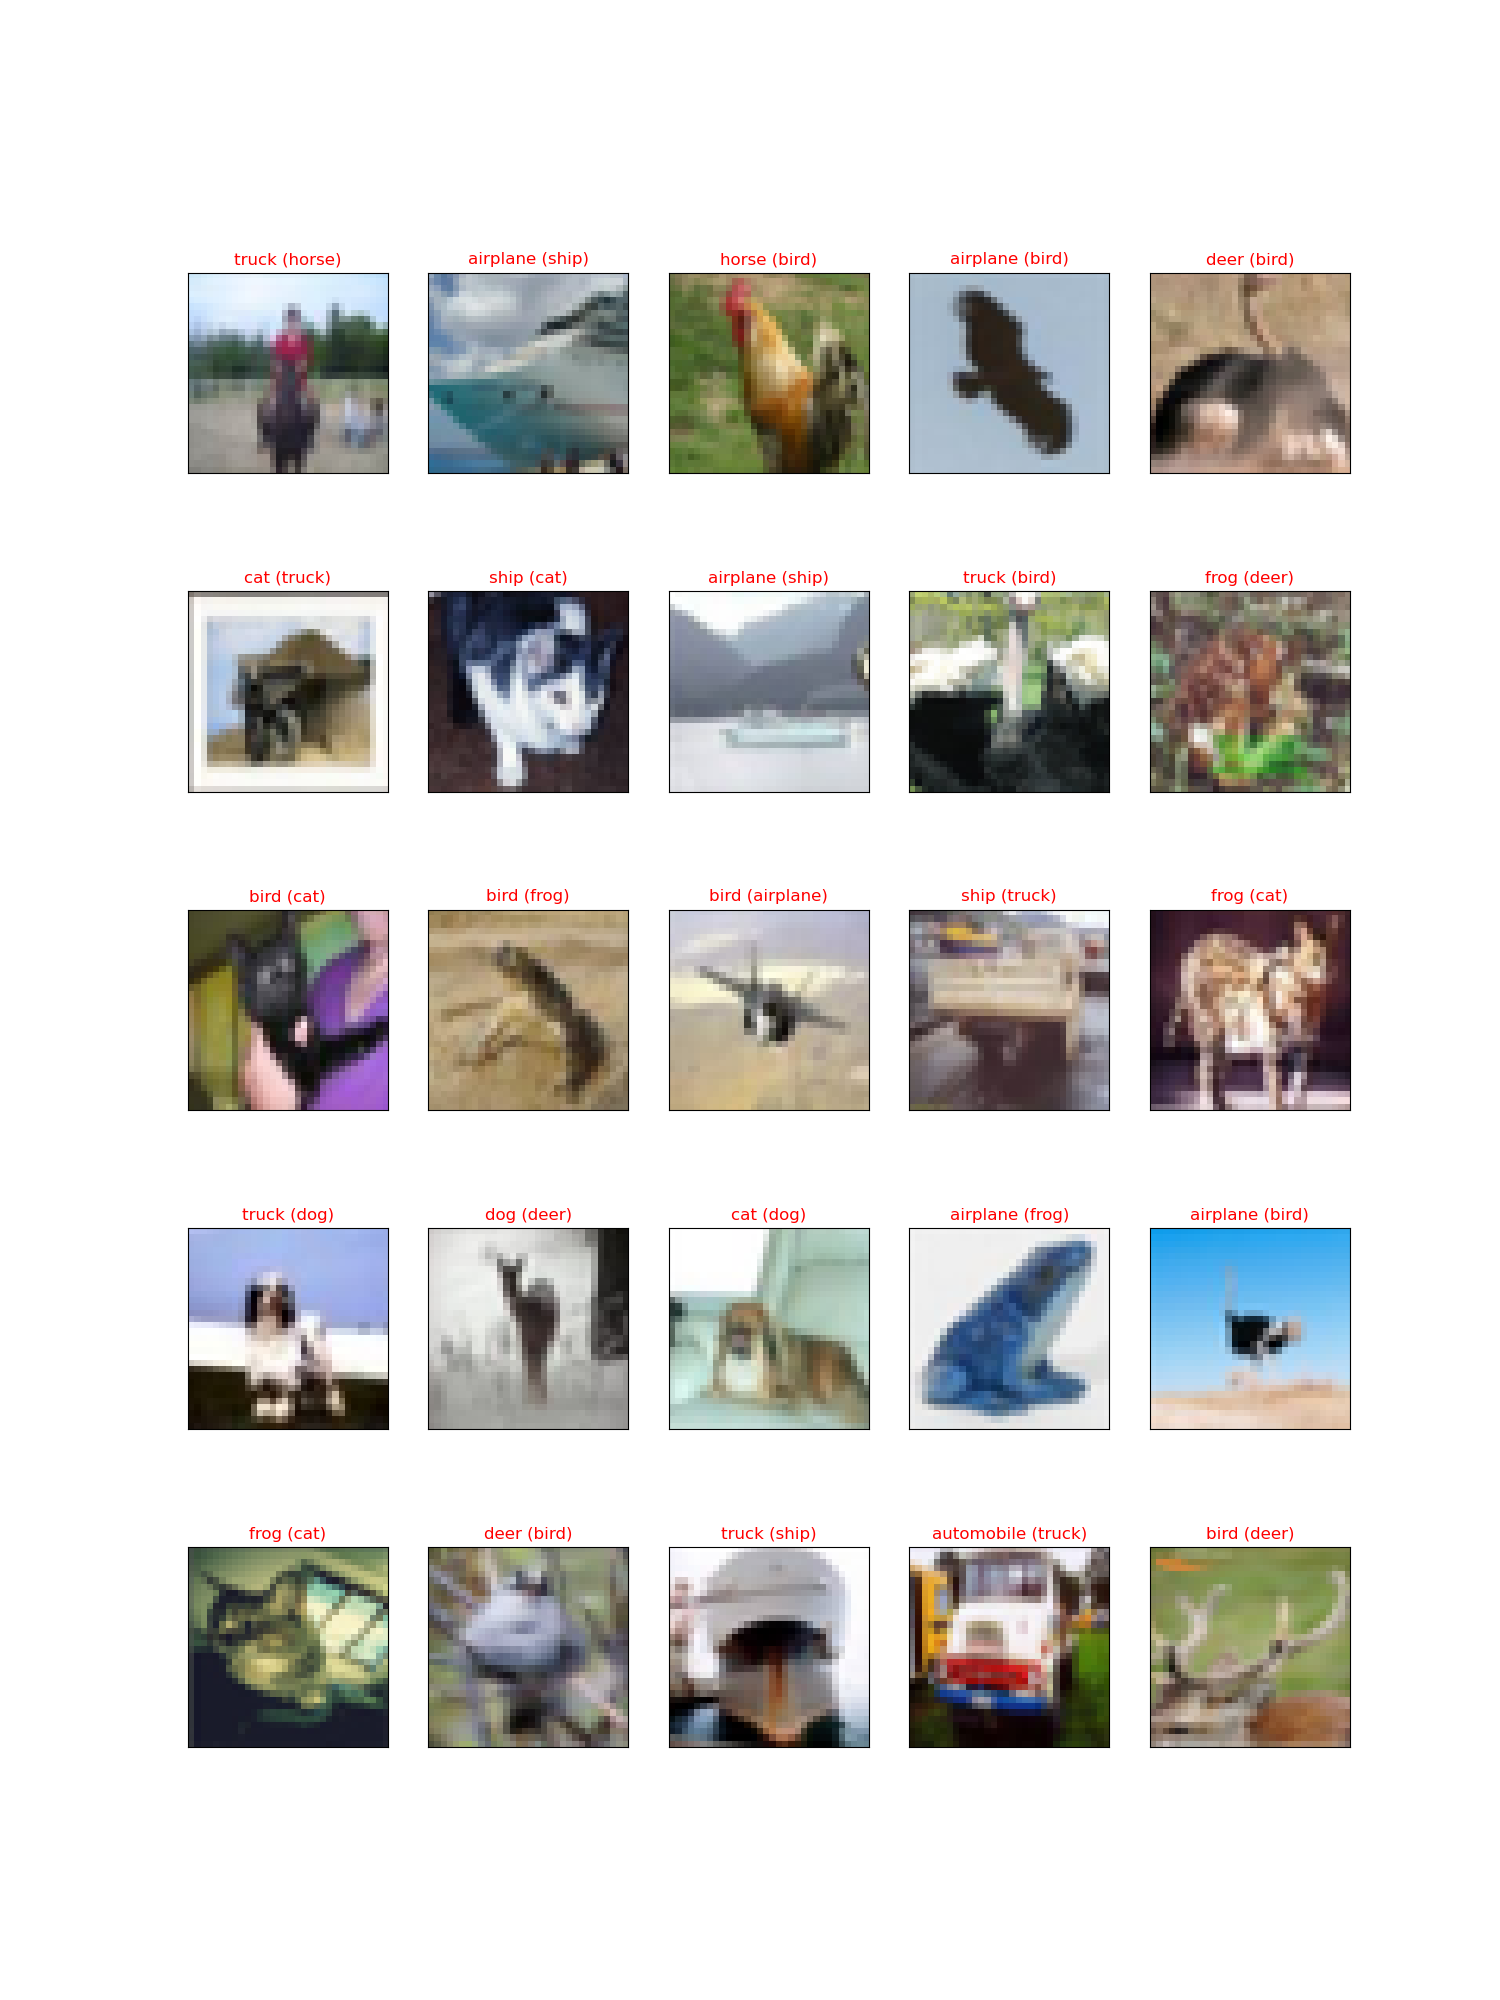 truck (horse)
airplane (ship)
horse (bird)
airplane (bird)
deer (bird)
cat (truck)
ship (cat)
airplane (ship)
truck (bird)
frog (deer)
bird (cat)
bird (frog)
bird (airplane)
ship (truck)
frog (cat)
truck (dog)
dog (deer)
cat (dog)
airplane (frog)
airplane (bird)
frog (cat)
deer (bird)
truck (ship)
automobile (truck)
bird (deer)